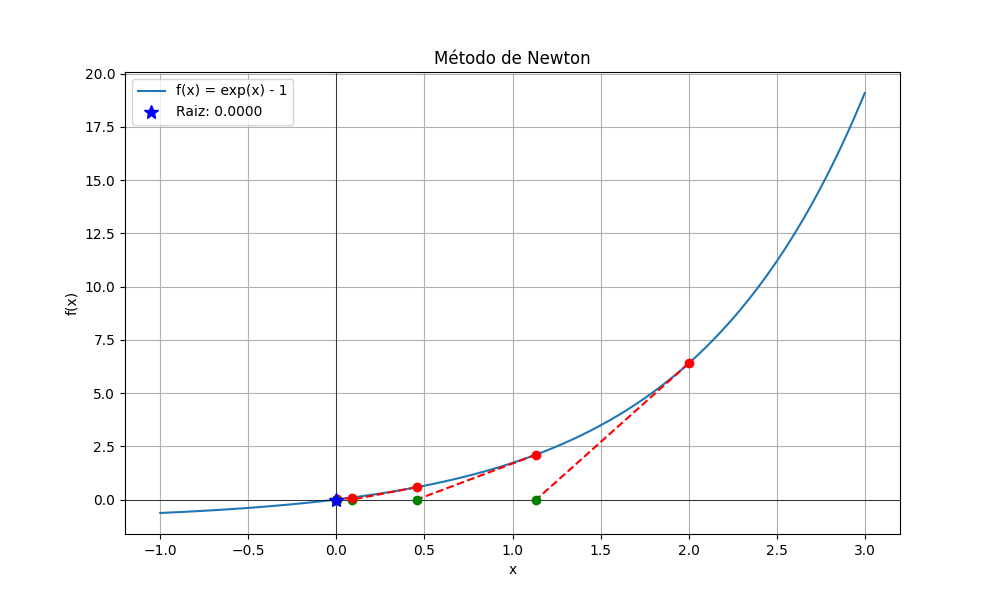 Método de Newton
f(x) = exp(x) - 1
Raiz: 0.0000
f(x)
20.0
17.5
15.0
12.5
10.0
7.5
5.0
2.5
0.0
−1.0 −0.5 0.0 0.5 1.0 1.5 2.0 2.5 3.0
x